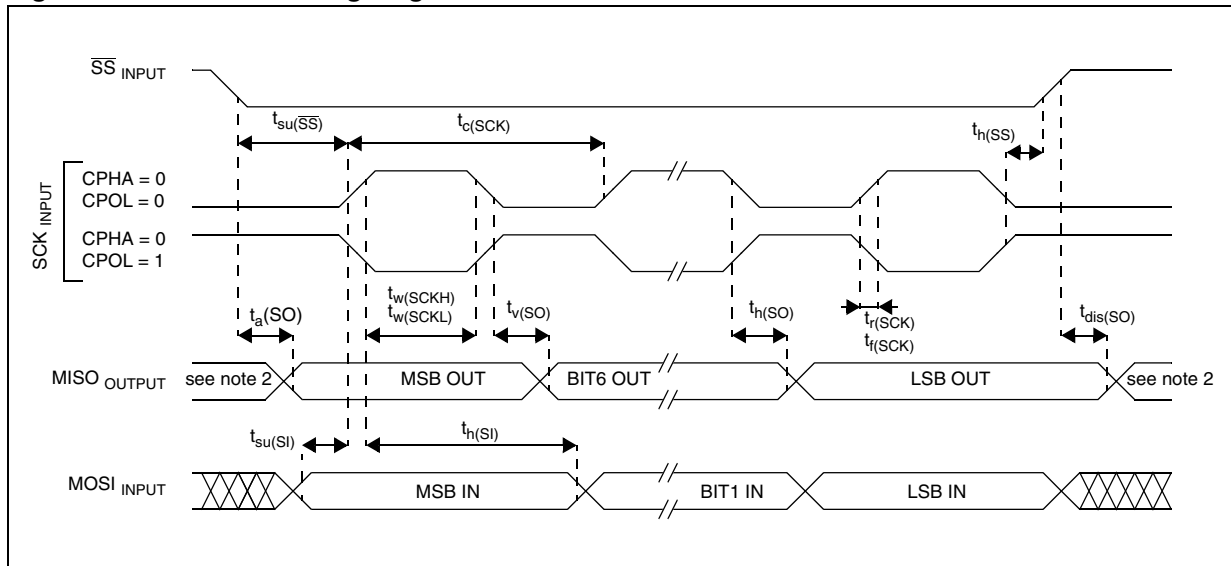 SS INPUT
tsu(SS)
tc(SCK)
th(SS)
SCK INPUT
CPHA = 0
CPOL = 0
CPHA = 0
CPOL = 1
ta(SO)
tw(SCKH)
tw(SCKL)
tv(SO)
th(SO)
tr(SCK)
tf(SCK)
tdis(SO)
MISO OUTPUT
see note 2
MSB OUT
BIT6 OUT
LSB OUT
see note 2
tsu(SI)
th(SI)
MOSI INPUT
MSB IN
BIT1 IN
LSB IN